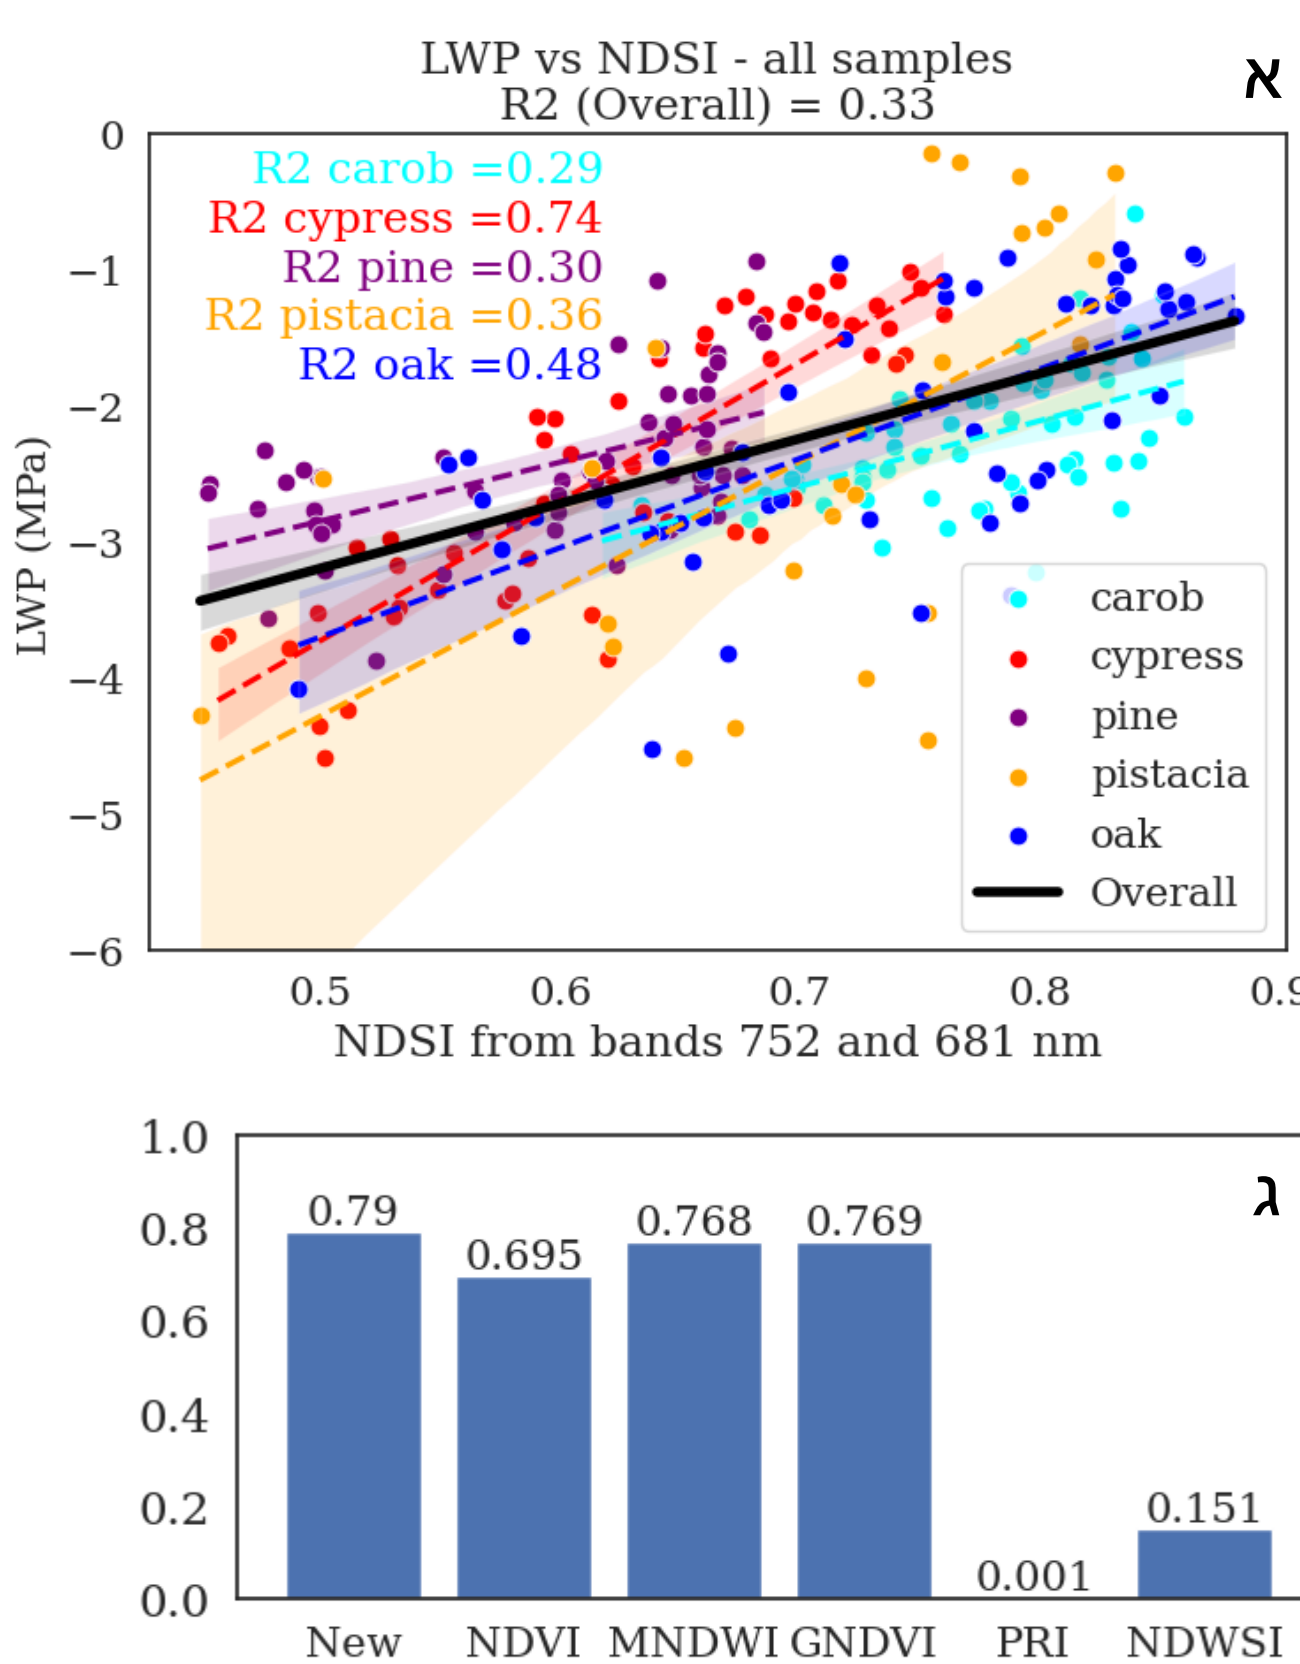 LWP vs NDSI - all samples
R2 (Overall) = 0.33
א
R2 carob =0.29
R2 cypress =0.74
R2 pine =0.30
R2 pistacia =0.36
R2 oak =0.48
0
−1
−2
−3
−4
−5
−6
LWP (MPa)
carob
cypress
pine
pistacia
oak
Overall
0.5 0.6 0.7 0.8 0.9
NDSI from bands 752 and 681 nm
ג
1.0
0.8
0.6
0.4
0.2
0.0
0.79 0.695 0.768 0.769 0.001 0.151
New NDVI MNDWI GNDVI PRI NDWSI